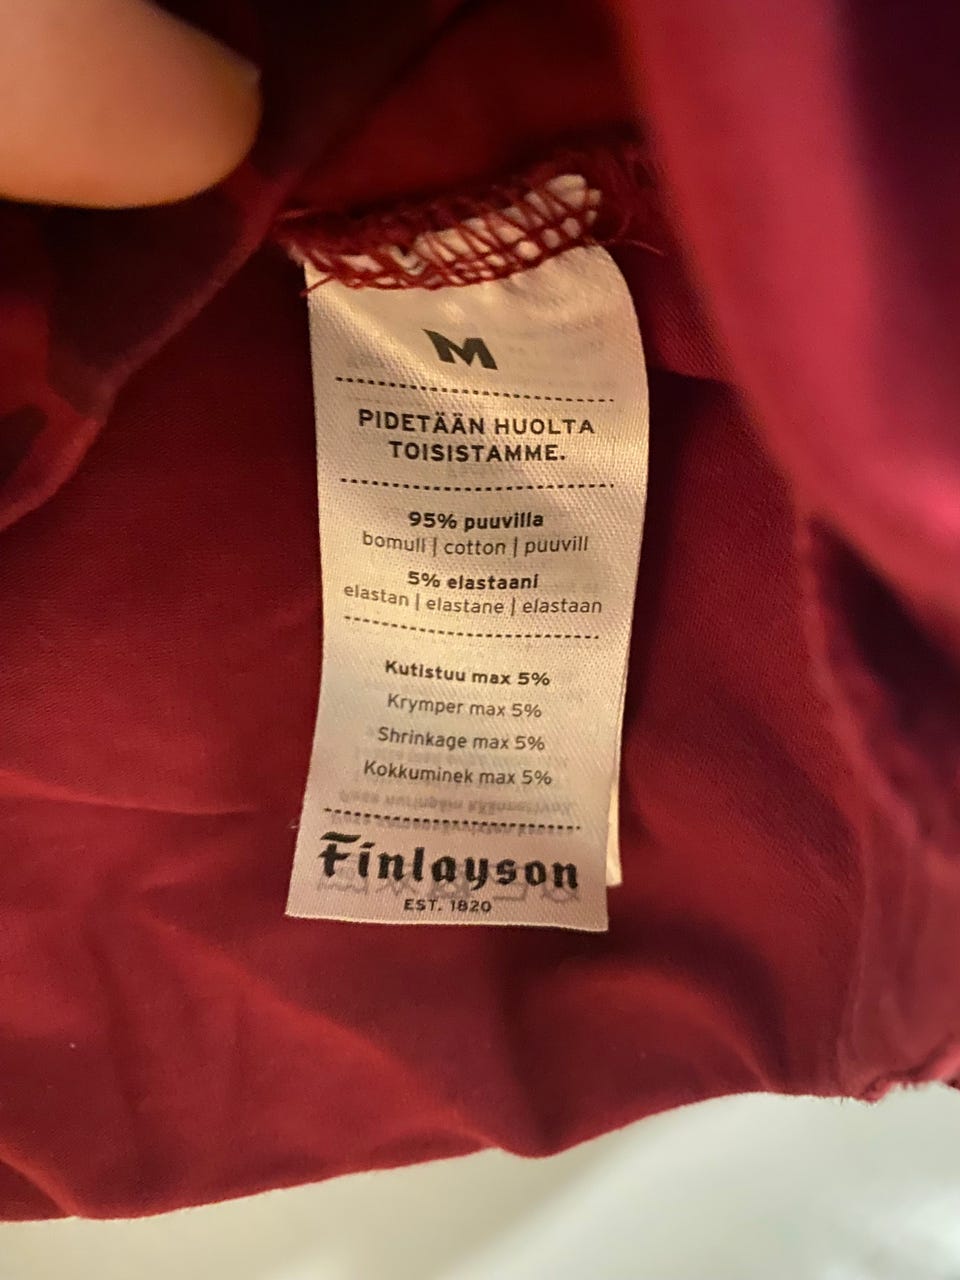 M
PIDETÄÄN HUOLTA
TOISISTAMME.
95% puuvilla
bomull | cotton | puuvill
5% elastaani
elastan | elastane | elastaan
Kutistuu max 5%
Krymper max 5%
Shrinkage max 5%
Kokkuminek max 5%
Finlayson
EST. 1820